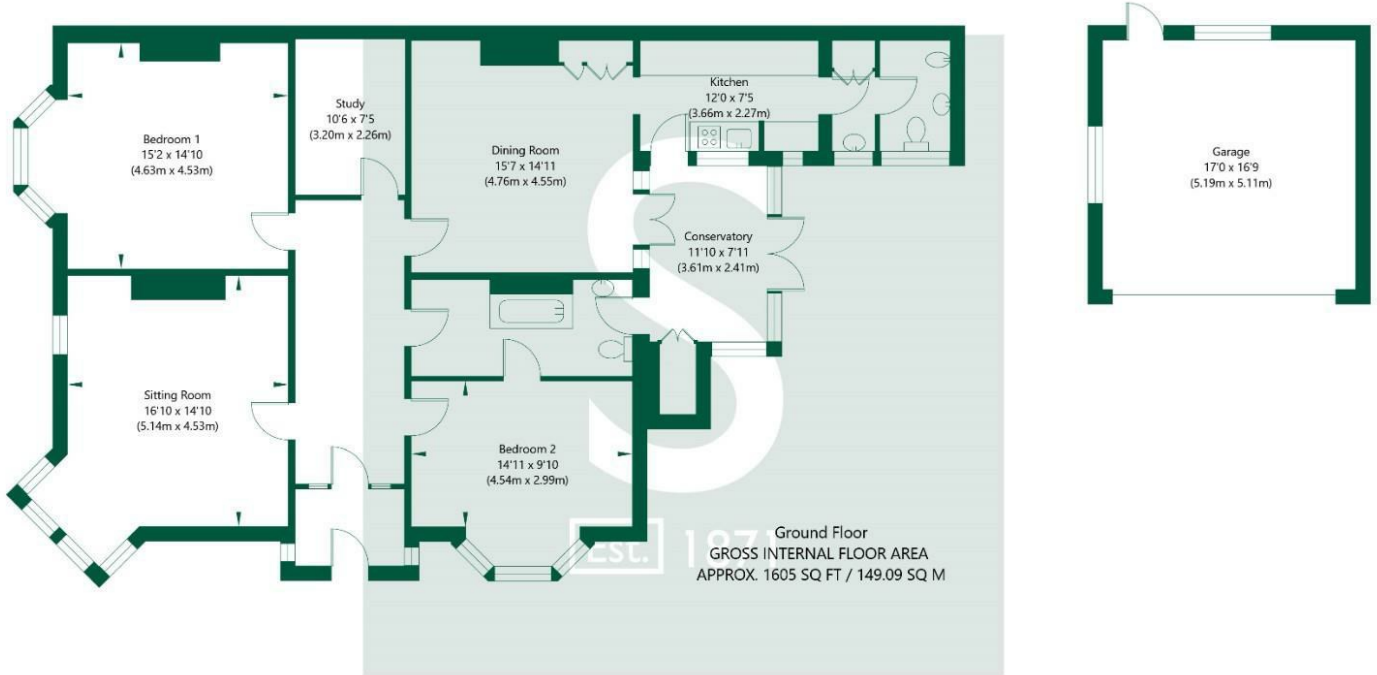 Bedroom 1
15'2 x 14'10
(4.63m x 4.53m)
Study
10'6 x 7'5
(3.20m x 2.26m)
Dining Room
15'7 x 14'11
(4.76m x 4.55m)
Kitchen
12'0 x 7'5
(3.66m x 2.27m)
Garage
17'0 x 16'9
(5.19m x 5.11m)
Conservatory
11'10 x 7'11
(3.61m x 2.41m)
Sitting Room
16'10 x 14'10
(5.14m x 4.53m)
Bedroom 2
14'11 x 9'10
(4.54m x 2.99m)
S
Est. 1871
Ground Floor
GROSS INTERNAL FLOOR AREA
APPROX. 1605 SQ FT / 149.09 SQ M